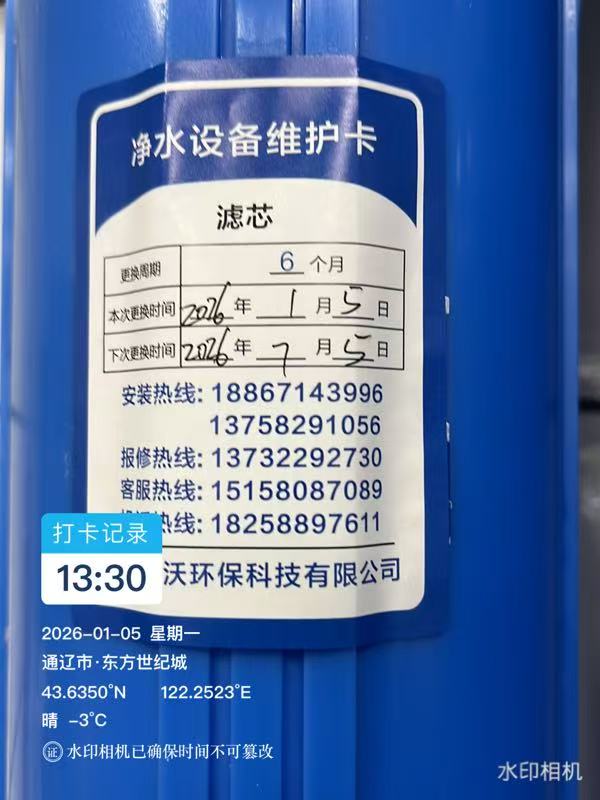 净水设备维护卡
滤芯
更换周期 6 个月
本次更换时间 2026 年 1 月 5 日
下次更换时间 2026 年 7 月 5 日
安装热线: 18867143996
13758291056
报修热线: 13732292730
客服热线: 15158087089
热线: 18258897611
沃环保科技有限公司
打卡记录
13:30
2026-01-05 星期一
通辽市·东方世纪城
43.6350°N 122.2523°E
晴 -3℃
证 水印相机已确保时间不可篡改
水印相机